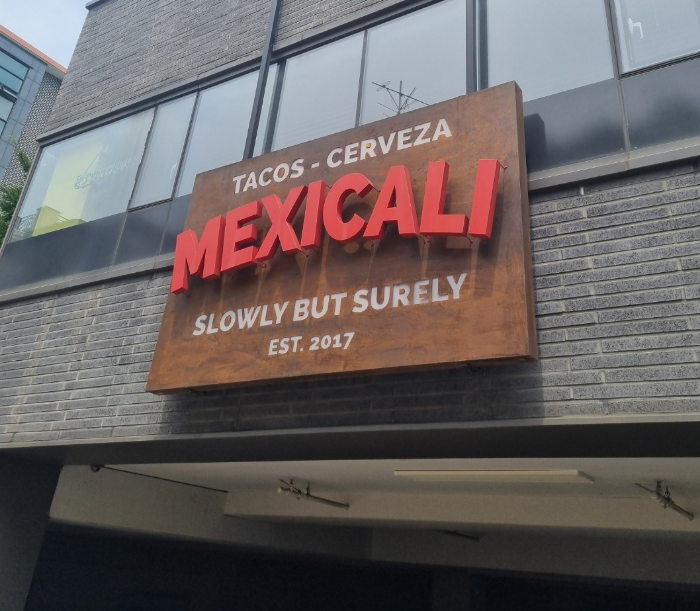 TACOS - CERVEZA
MEXICALI
SLOWLY BUT SURELY
EST. 2017